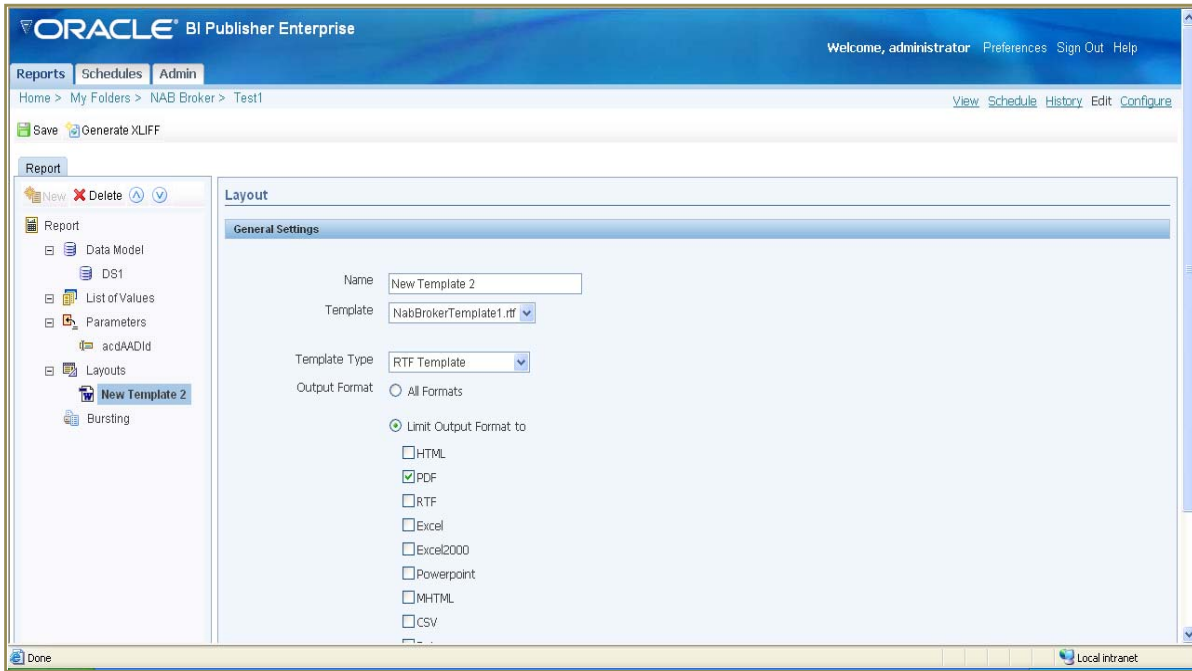 ORACLE BI Publisher Enterprise
Welcome, administrator Preferences Sign Out Help
Reports Schedules Admin
Home > My Folders > NAB Broker > Test1
View Schedule History Edit Configure
Save Generate XLIFF
Report
New Delete
Report
Data Model
DS1
List of Values
Parameters
acdAADId
Layouts
New Template 2
Bursting
Layout
General Settings
Name New Template 2
Template NabBrokerTemplate1.rtf
Template Type RTF Template
Output Format All Formats
Limit Output Format to
HTML
PDF
RTF
Excel
Excel2000
Powerpoint
MHTML
CSV
Done
Local intranet